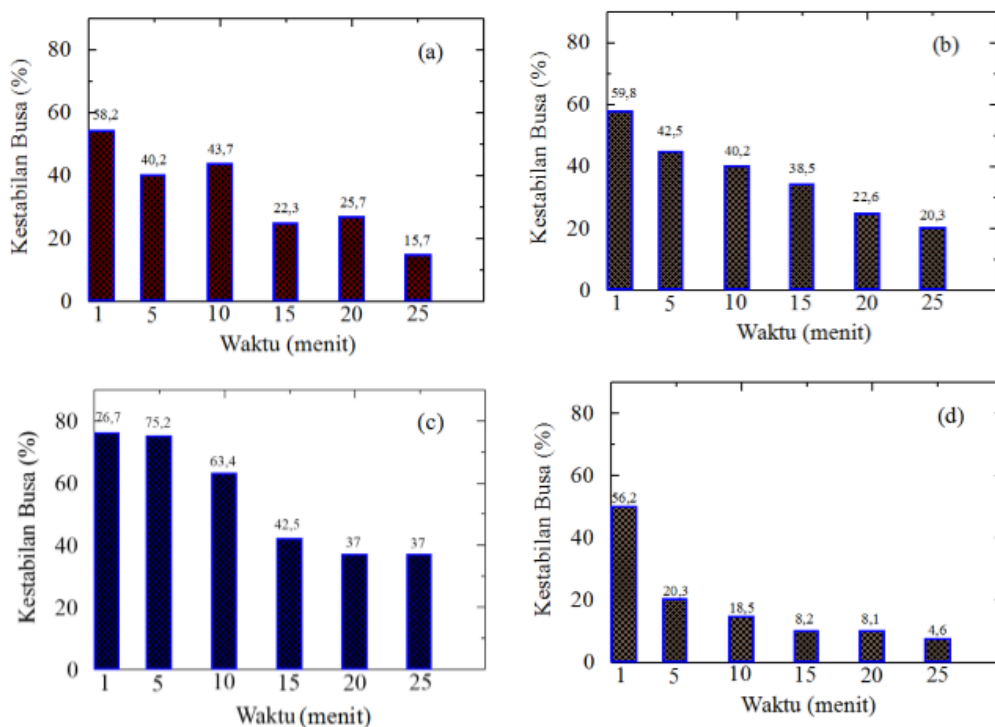 (a)
Kestabilan Busa (%)
80
60
40
20
0
58,2
40,2
43,7
22,3
25,7
15,7
1 5 10 15 20 25
Waktu (menit)
(b)
Kestabilan Busa (%)
80
60
40
20
0
59,8
42,5
40,2
38,5
22,6
20,3
1 5 10 15 20 25
Waktu (menit)
(c)
Kestabilan Busa (%)
80
60
40
20
0
76,7
75,2
63,4
42,5
37
37
1 5 10 15 20 25
Waktu (menit)
(d)
Kestabilan Busa (%)
80
60
40
20
0
56,2
20,3
18,5
8,2
8,1
4,6
1 5 10 15 20 25
Waktu (menit)